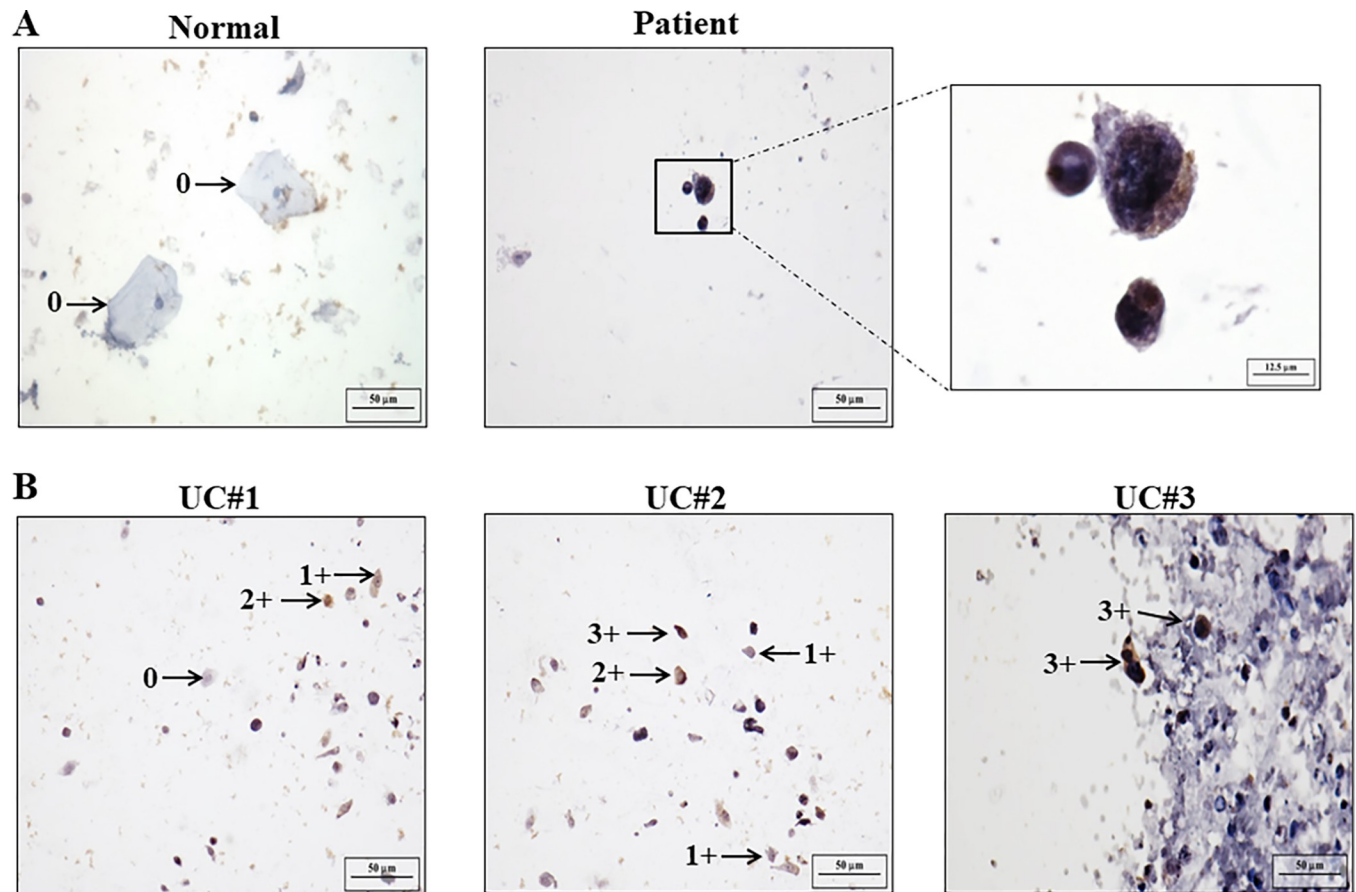 A
Normal
Patient
0
0
50 µm
50 µm
12.5 µm
B
UC#1
UC#2
UC#3
1+
2+
0
50 µm
3+
2+
1+
1+
50 µm
3+
3+
50 µm